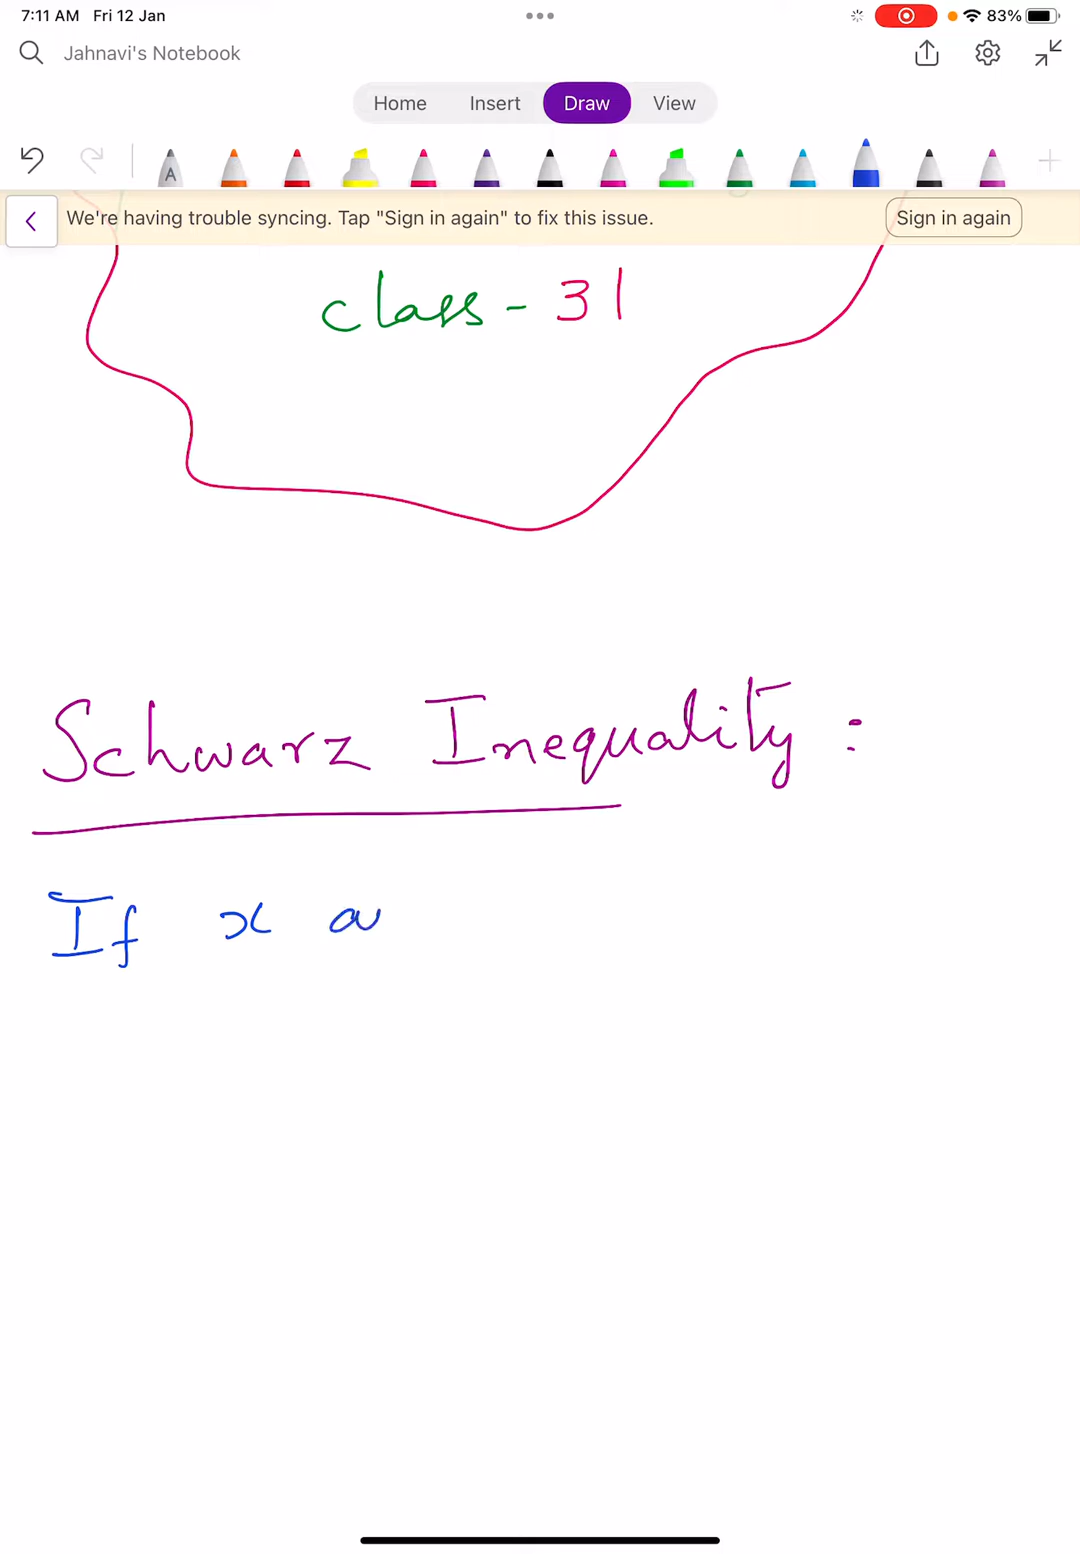 7:11 AM Fri 12 Jan 83%
Jahnavi's Notebook
Home Insert Draw View
A
We're having trouble syncing. Tap "Sign in again" to fix this issue. Sign in again
class - 31
Schwarz Inequality :
If x a